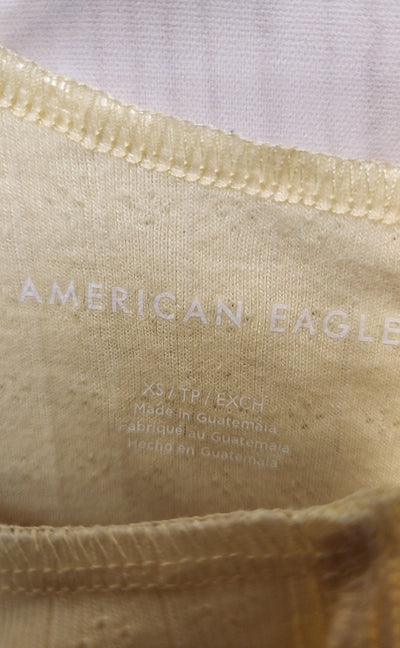 AMERICAN EAGLE
XS / TP / EXCH
Made in Guatemala
Fabriqué au Guatemala
Hecho en Guatemala